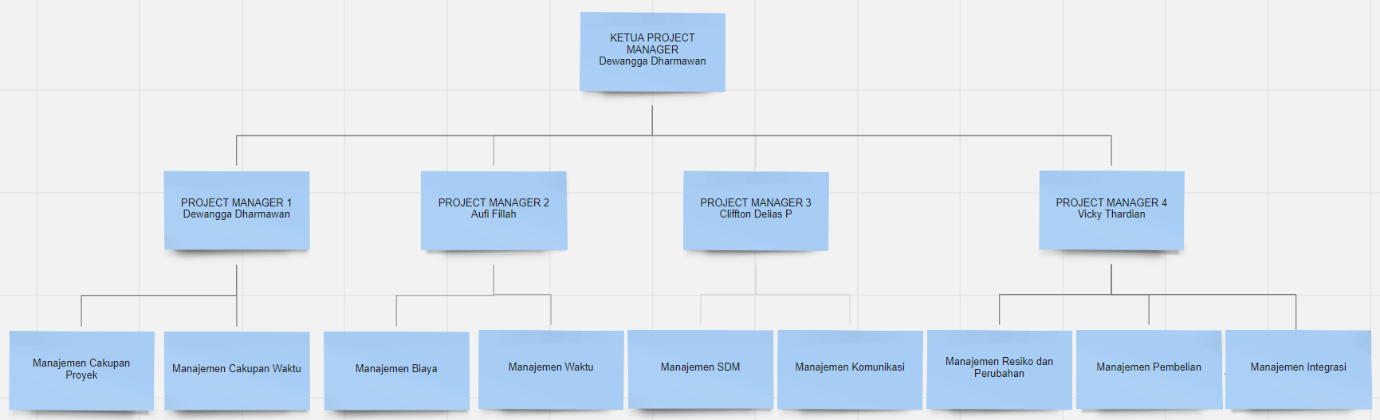 KETUA PROJECT
MANAGER
Dewangga Dharmawan
PROJECT MANAGER 1
Dewangga Dharmawan
PROJECT MANAGER 2
Aufi Fillah
PROJECT MANAGER 3
Cliffton Delias P
PROJECT MANAGER 4
Vicky Thardian
Manajemen Cakupan
Proyek
Manajemen Cakupan Waktu
Manajemen Biaya
Manajemen Waktu
Manajemen SDM
Manajemen Komunikasi
Manajemen Resiko dan
Perubahan
Manajemen Pembelian
Manajemen Integrasi